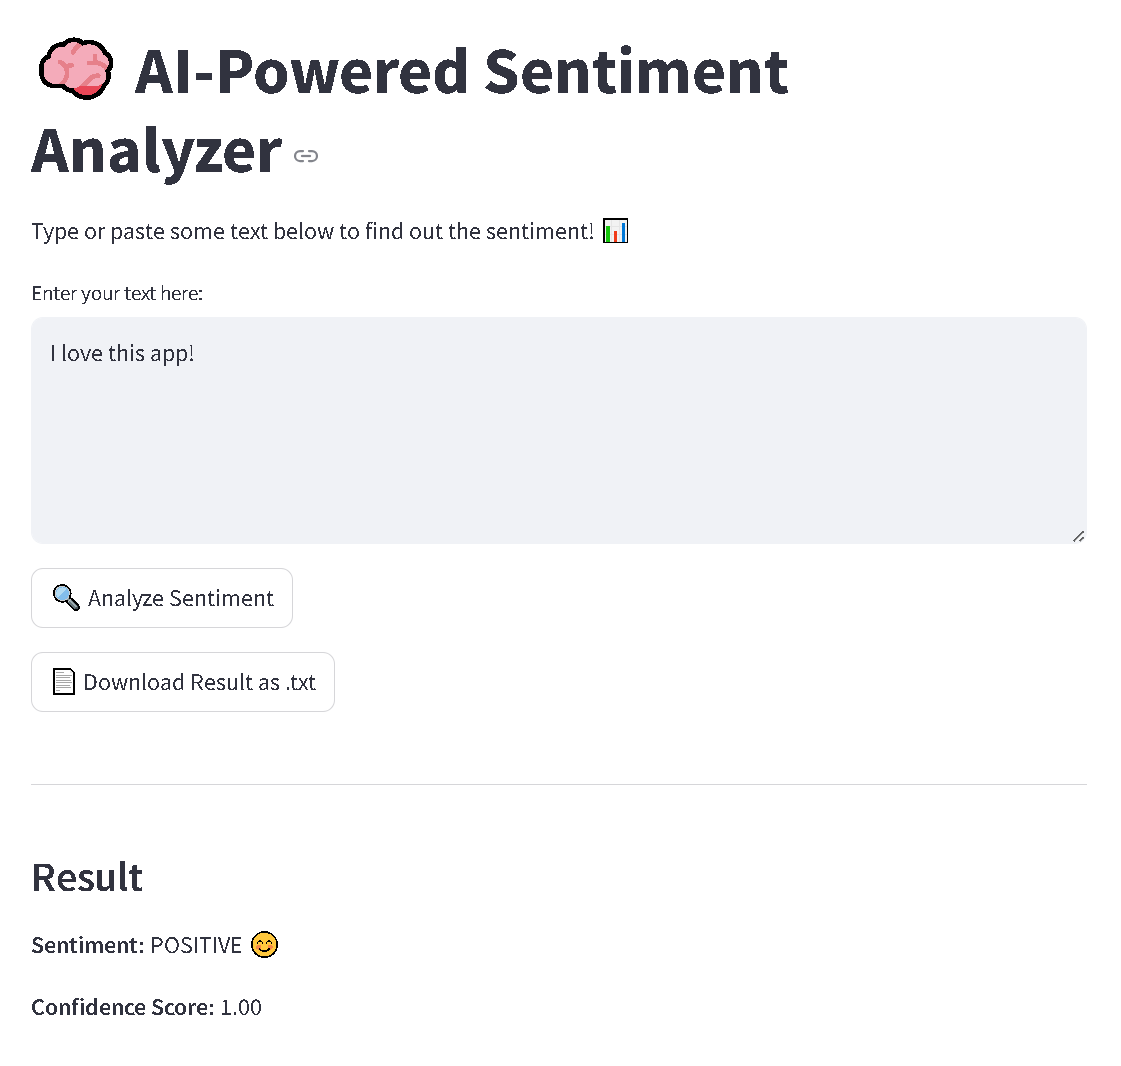 🧠 AI-Powered Sentiment
Analyzer
Type or paste some text below to find out the sentiment! 📊
Enter your text here:
I love this app!
🔍 Analyze Sentiment
📄 Download Result as .txt
Result
Sentiment: POSITIVE 😊
Confidence Score: 1.00